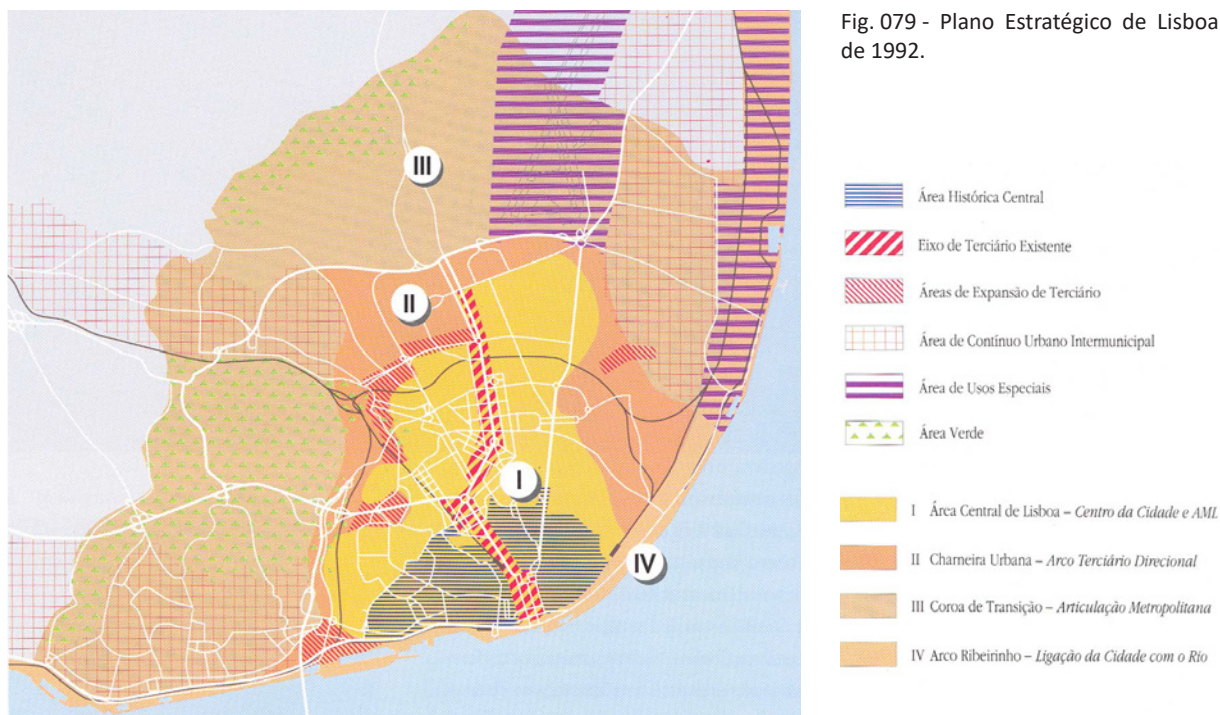 Fig. 079 - Plano Estratégico de Lisboa
de 1992.
III
II
I
IV
Área Histórica Central
Eixo de Terciário Existente
Áreas de Expansão de Terciário
Área de Contínuo Urbano Intermunicipal
Área de Usos Especiais
Área Verde
I Área Central de Lisboa – Centro da Cidade e AML
II Charneira Urbana – Arco Terciário Direcional
III Coroa de Transição – Articulação Metropolitana
IV Arco Ribeirinho – Ligação da Cidade com o Rio